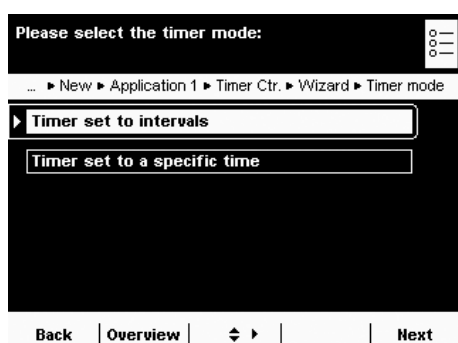 Please select the timer mode:
... ► New ► Application 1 ► Timer Ctr. ► Wizard ► Timer mode
Timer set to intervals
Timer set to a specific time
Back Overview Next